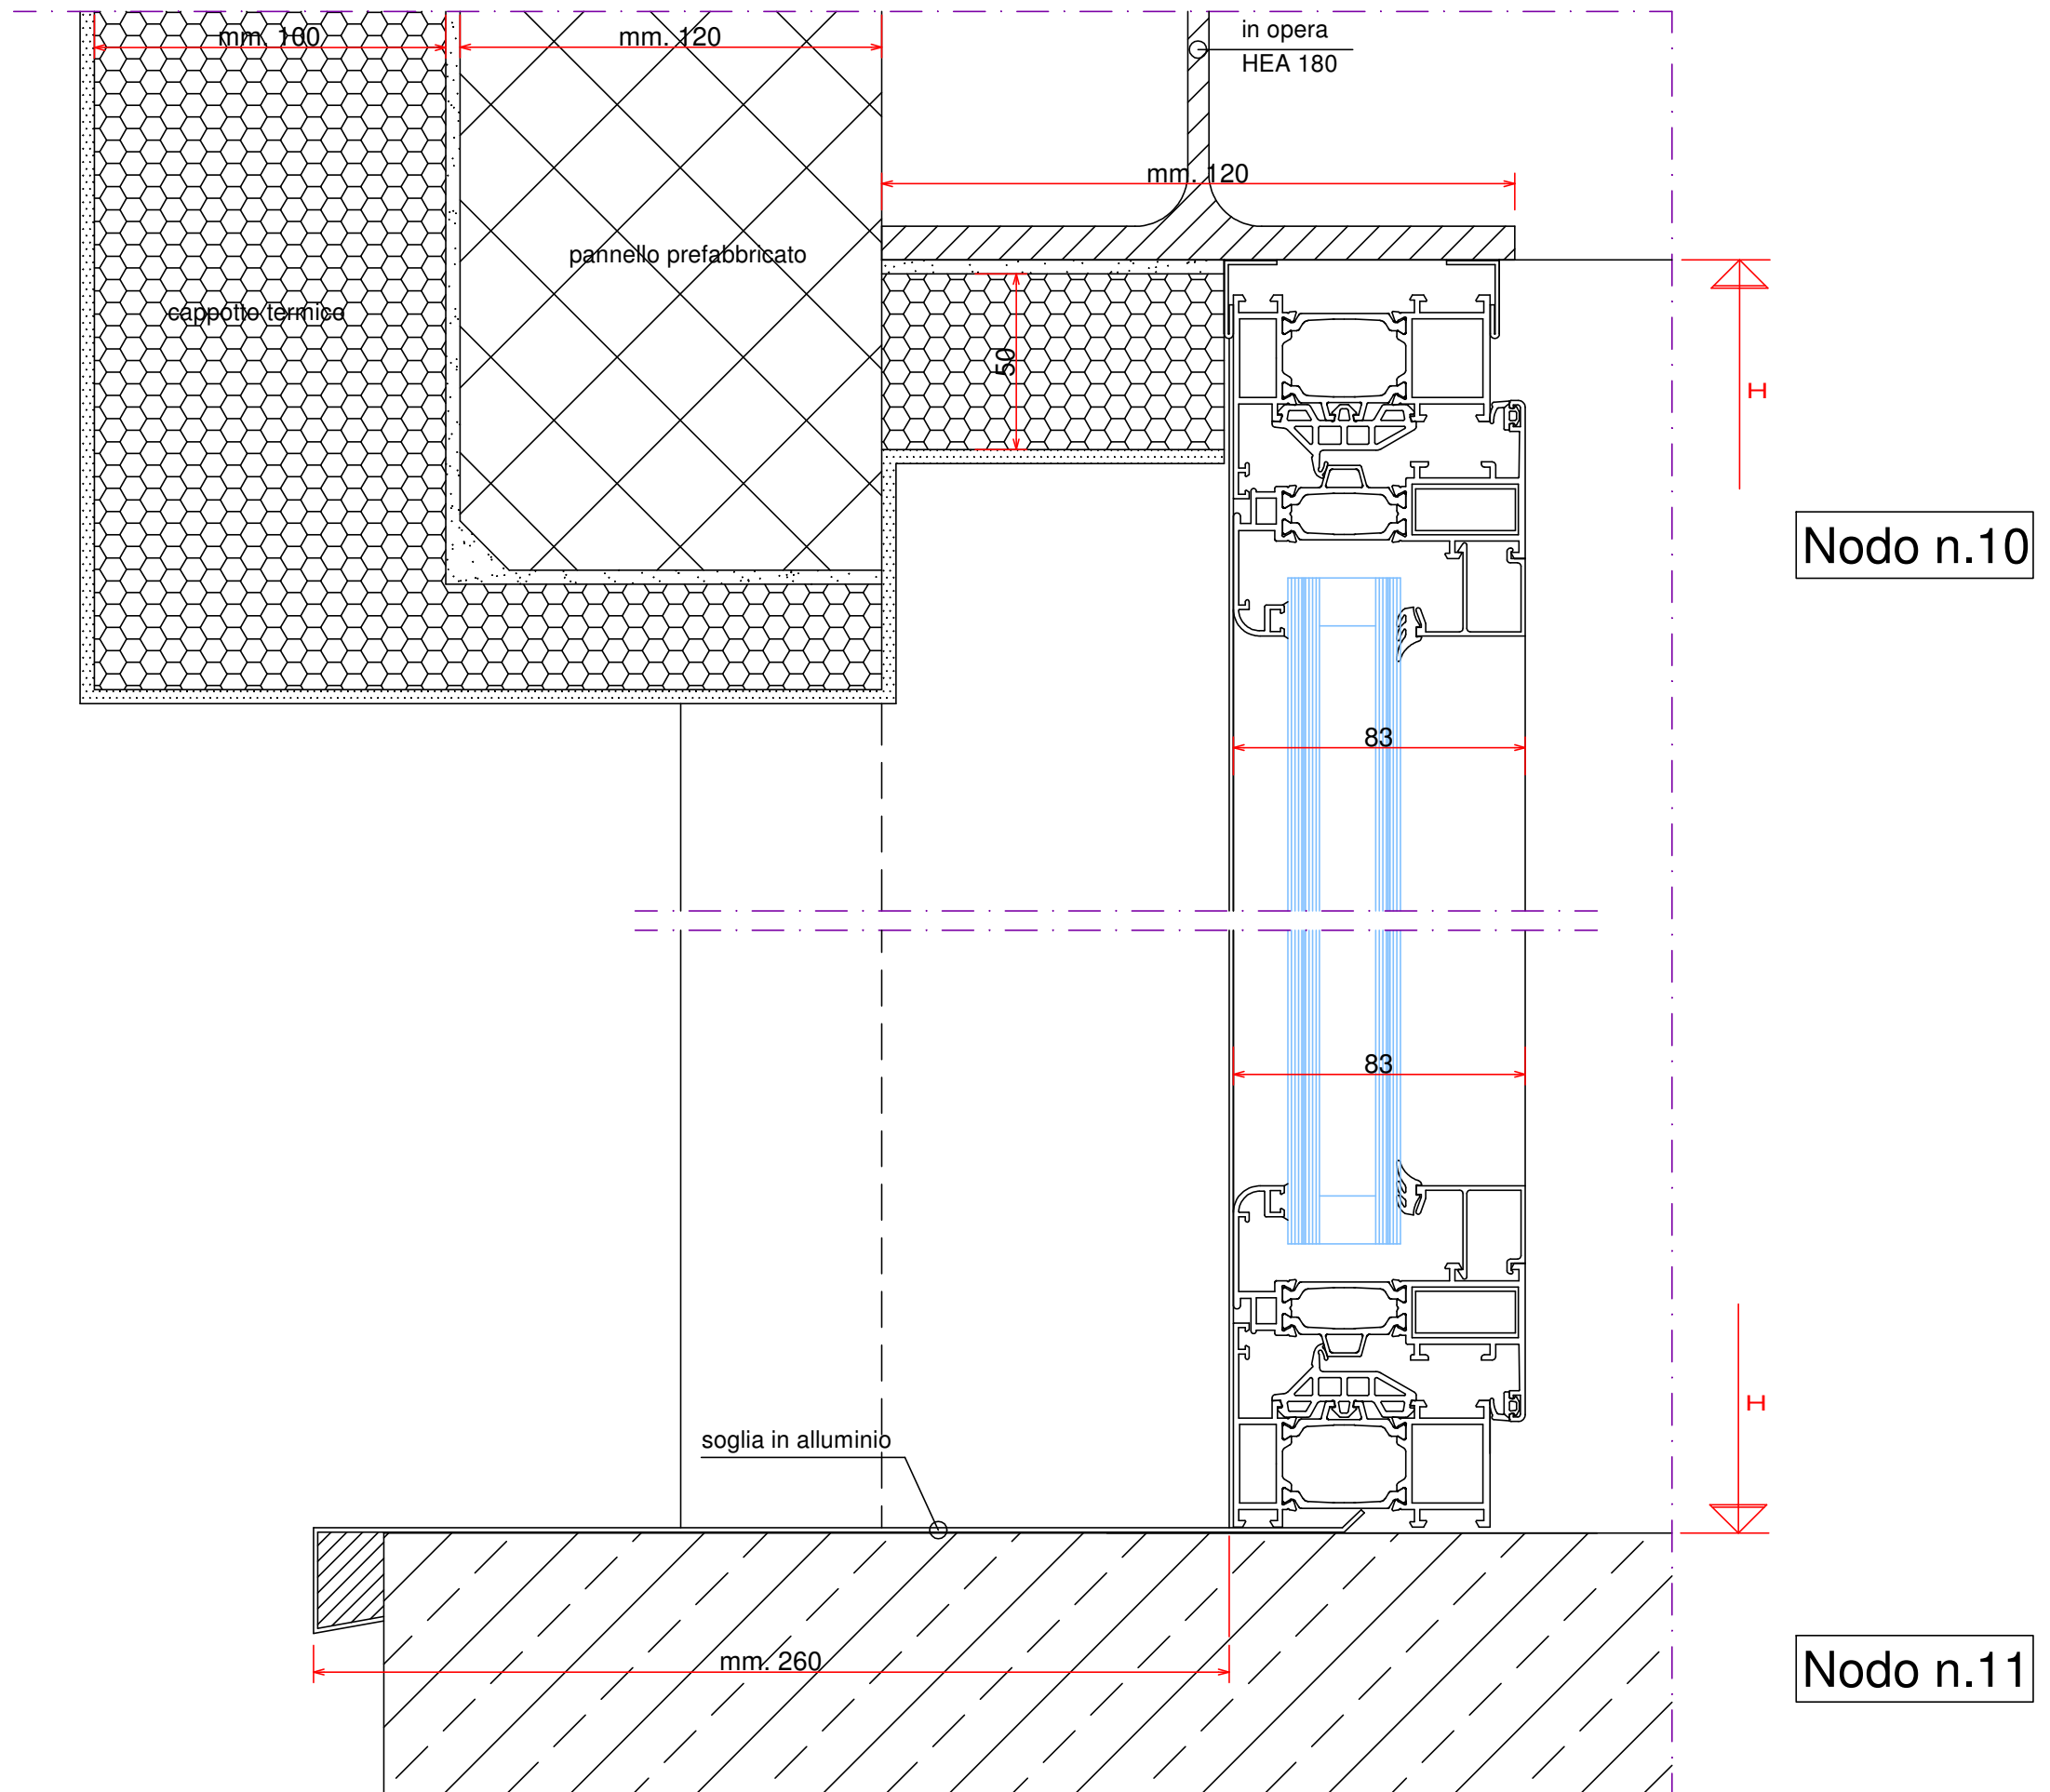 mm. 100
mm. 120
in opera
HEA 180
mm. 120
pannello prefabbricato
cappotto termico
50
H
Nodo n.10
83
83
H
soglia in alluminio
mm. 260
Nodo n.11